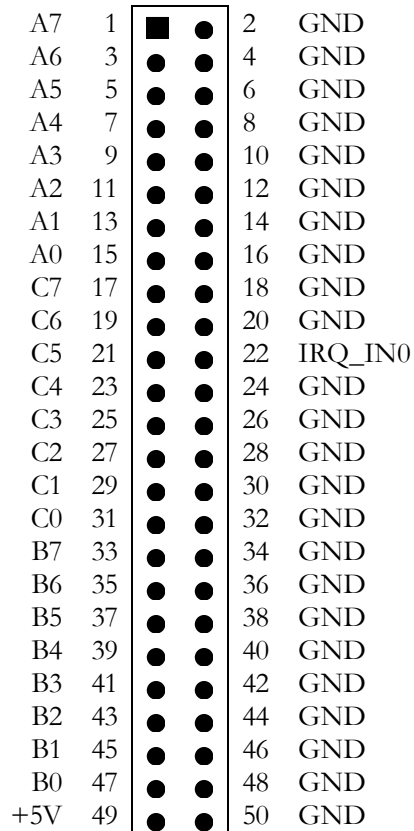 A7 1 2 GND
A6 3 4 GND
A5 5 6 GND
A4 7 8 GND
A3 9 10 GND
A2 11 12 GND
A1 13 14 GND
A0 15 16 GND
C7 17 18 GND
C6 19 20 GND
C5 21 22 IRQ_IN0
C4 23 24 GND
C3 25 26 GND
C2 27 28 GND
C1 29 30 GND
C0 31 32 GND
B7 33 34 GND
B6 35 36 GND
B5 37 38 GND
B4 39 40 GND
B3 41 42 GND
B2 43 44 GND
B1 45 46 GND
B0 47 48 GND
+5V 49 50 GND